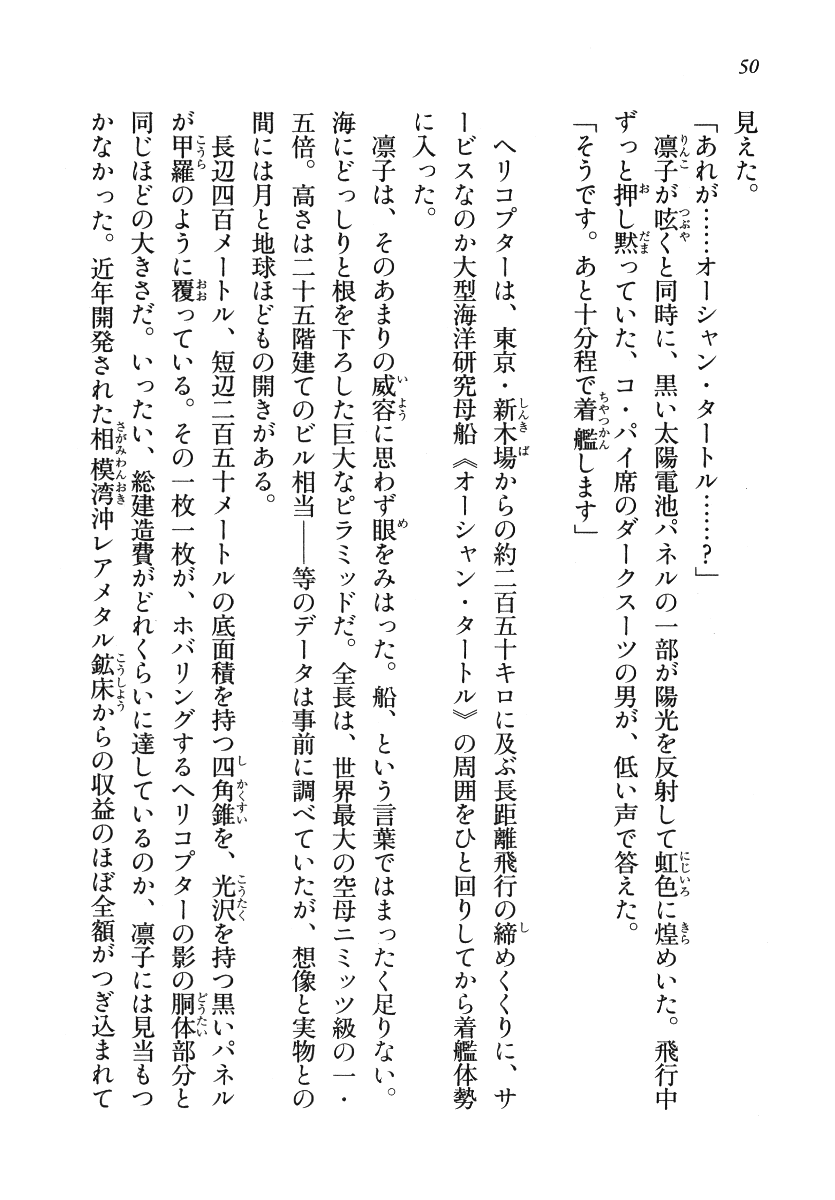 50
見えた。
「あれが……オーシャン・タートル……？」
凛子が呟くと同時に、黒い太陽電池パネルの一部が陽光を反射して虹色に煌めいた。飛行中
ずっと押し黙っていた、コ・パイ席のダークスーツの男が、低い声で答えた。
「そうです。あと十分程で着艦します」
ヘリコプターは、東京・新木場からの約二百五十キロに及ぶ長距離飛行の締めくくりに、サ
ービスなのか大型海洋研究母船《オーシャン・タートル》の周囲をひと回りしてから着艦体勢
に入った。
凛子は、そのあまりの威容に思わず眼をみはった。船、という言葉ではまったく足りない。
海にどっしりと根を下ろした巨大なピラミッドだ。全長は、世界最大の空母ニミッツ級の一・
五倍。高さは二十五階建てのビル相当――等のデータは事前に調べていたが、想像と実物との
間には月と地球ほどもの開きがある。
長辺四百メートル、短辺二百五十メートルの底面積を持つ四角錐を、光沢を持つ黒いパネル
が甲羅のように覆っている。その一枚一枚が、ホバリングするヘリコプターの影の胴体部分と
同じほどの大きさだ。いったい、総建造費がどれくらいに達しているのか、凛子には見当もつ
かなかった。近年開発された相模湾沖レアメタル鉱床からの収益のほぼ全額がつぎ込まれて